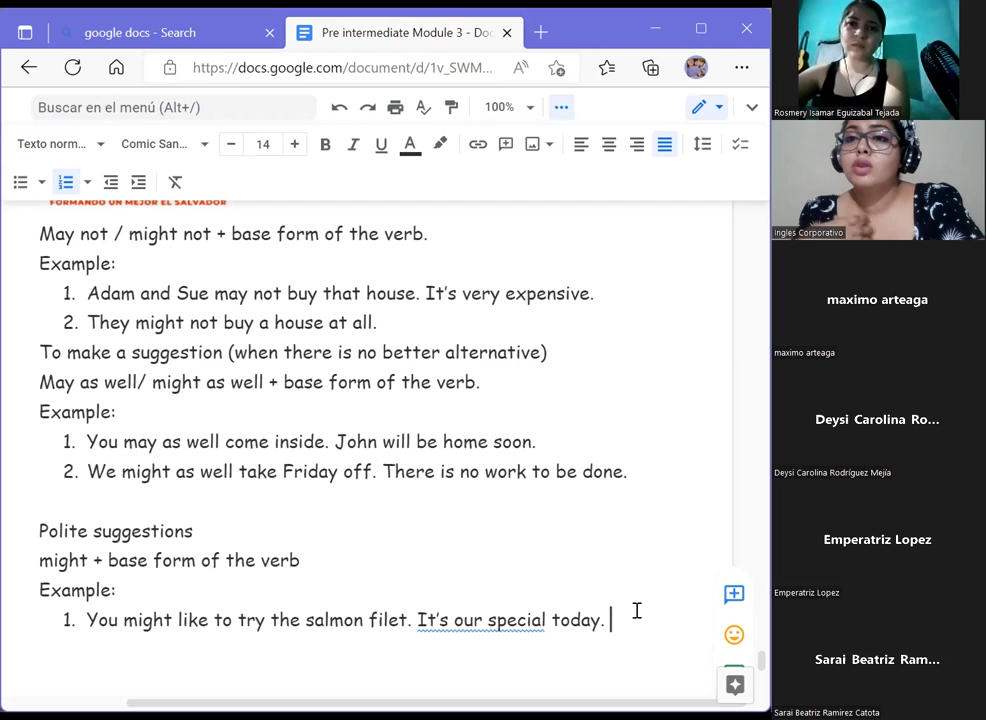 google docs - Search
Pre intermediate Module 3 - Doc
https://docs.google.com/document/d/1v_SWM...
Buscar en el menú (Alt+/)
100%
Texto norm...
Comic San...
14
FORMANDO UN MEJOR EL SALVADOR
May not / might not + base form of the verb.
Example:
1. Adam and Sue may not buy that house. It's very expensive.
2. They might not buy a house at all.
To make a suggestion (when there is no better alternative)
May as well/ might as well + base form of the verb.
Example:
1. You may as well come inside. John will be home soon.
2. We might as well take Friday off. There is no work to be done.
Polite suggestions
might + base form of the verb
Example:
1. You might like to try the salmon filet. It's our special today.
Rosmery Isamar Eguizabal Tejada
Ingles Corporativo
maximo arteaga
maximo arteaga
Deysi Carolina Ro...
Deysi Carolina Rodríguez Mejía
Emperatriz Lopez
Emperatriz Lopez
Sarai Beatriz Ram...
Sarai Beatriz Ramirez Catota